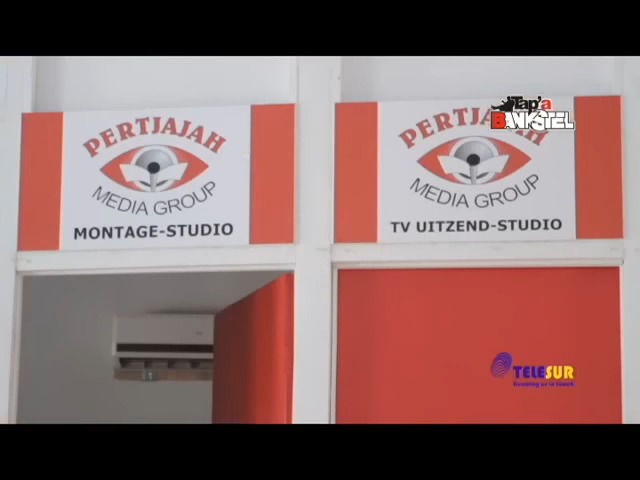 Tap'a
BANKSTEL
PERTJAJAH
MEDIA GROUP
MONTAGE-STUDIO
PERTJAJAH
MEDIA GROUP
TV UITZEND-STUDIO
TELESUR